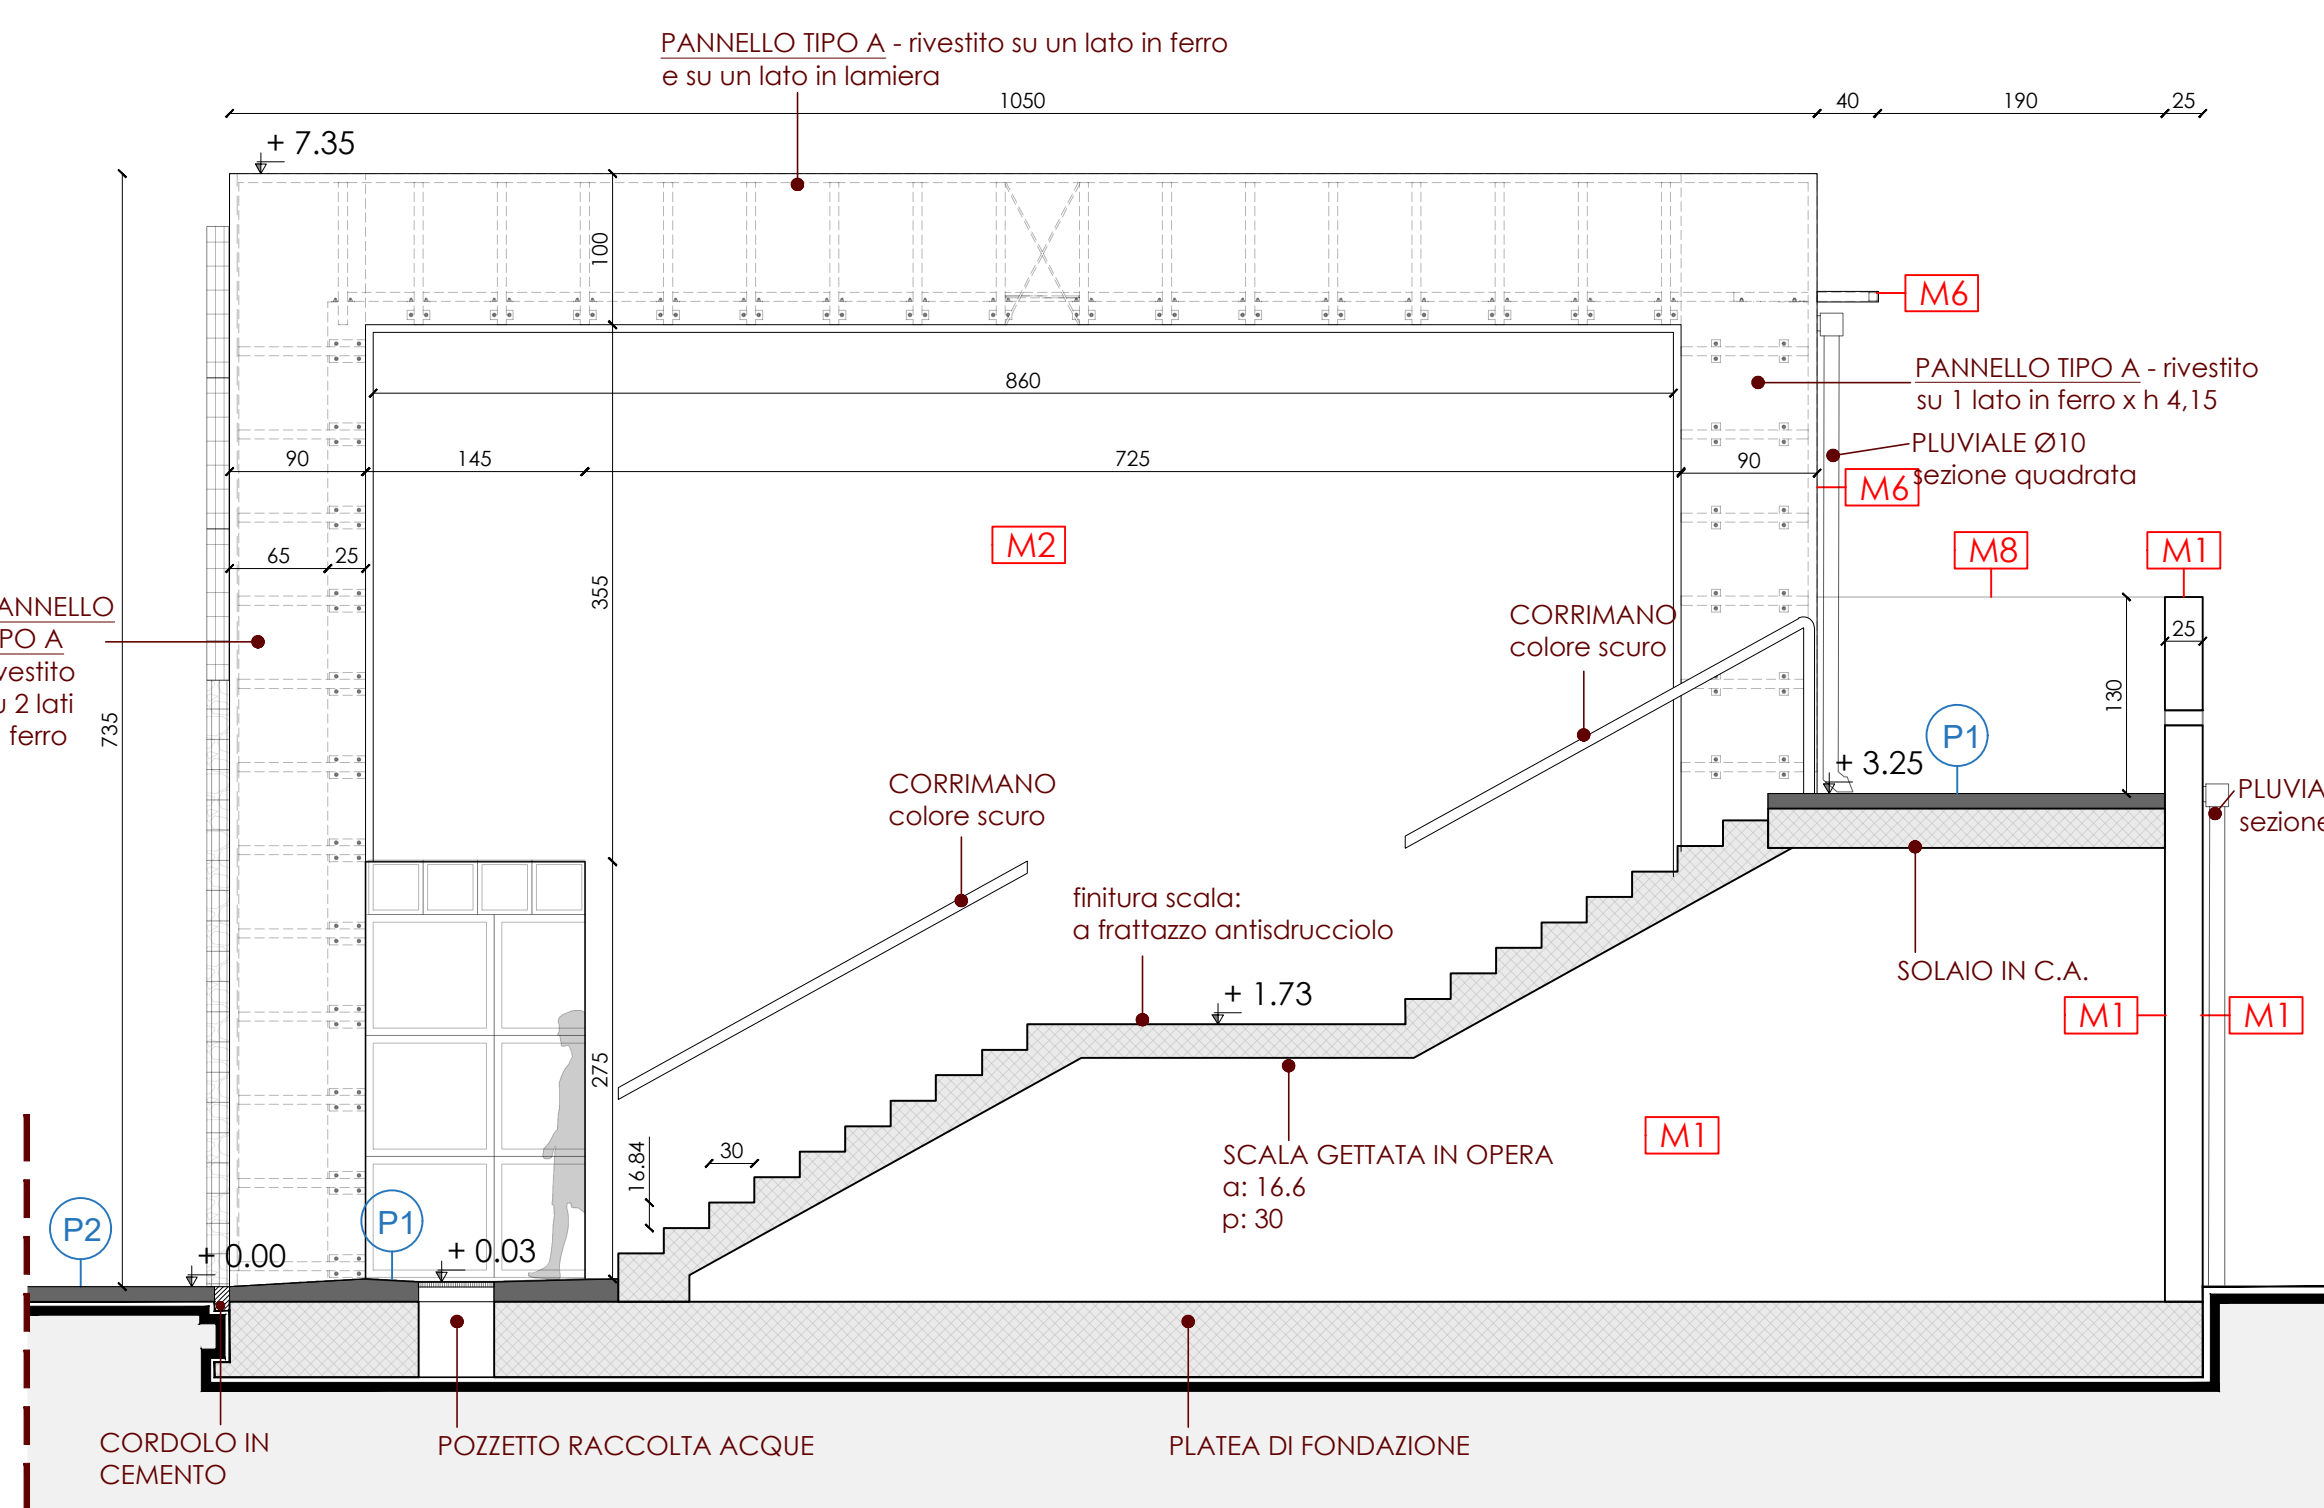 PANNELLO TIPO A - rivestito su un lato in ferro
e su un lato in lamiera
1050
40
190
25
+ 7.35
100
M6
860
PANNELLO TIPO A - rivestito
su 1 lato in ferro x h 4,15
PLUVIALE Ø10
sezione quadrata
M6
90
145
725
90
M2
M8
M1
65
25
355
ANNELLO
IPO A
vestito
u 2 lati
ferro
735
CORRIMANO
colore scuro
25
130
P1
+ 3.25
CORRIMANO
colore scuro
PLUVIA
sezione
finitura scala:
a frattazzo antisdrucciolo
SOLAIO IN C.A.
+ 1.73
M1
M1
275
M1
16.84
30
SCALA GETTATA IN OPERA
a: 16.6
p: 30
P2
P1
+ 0.00
+ 0.03
CORDOLO IN
CEMENTO
POZZETTO RACCOLTA ACQUE
PLATEA DI FONDAZIONE